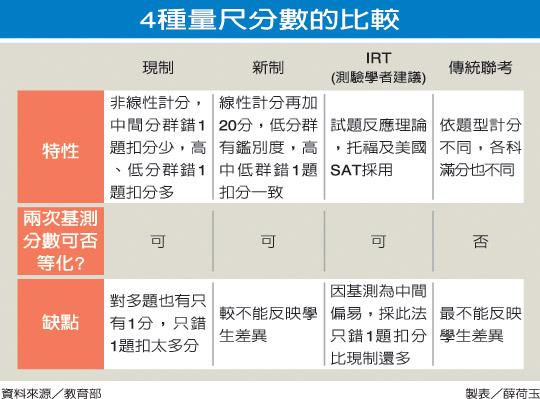 4種量尺分數的比較
現制
新制
IRT
(測驗學者建議)
傳統聯考
特性
非線性計分，
中間分群錯1
題扣分少，高
、低分群錯1
題扣分多
線性計分再加
20分，低分群
有鑑別度，高
中低群錯1題
扣分一致
試題反應理論
，托福及美國
SAT採用
依題型計分
不同，各科
滿分也不同
兩次基測
分數可否
等化?
可
可
可
否
缺點
對多題也有只
有1分，只錯
1題扣太多分
較不能反映學
生差異
因基測為中間
偏易，採此法
只錯1題扣分
比現制還多
最不能反映
學生差異
資料來源／教育部
製表／薛荷玉